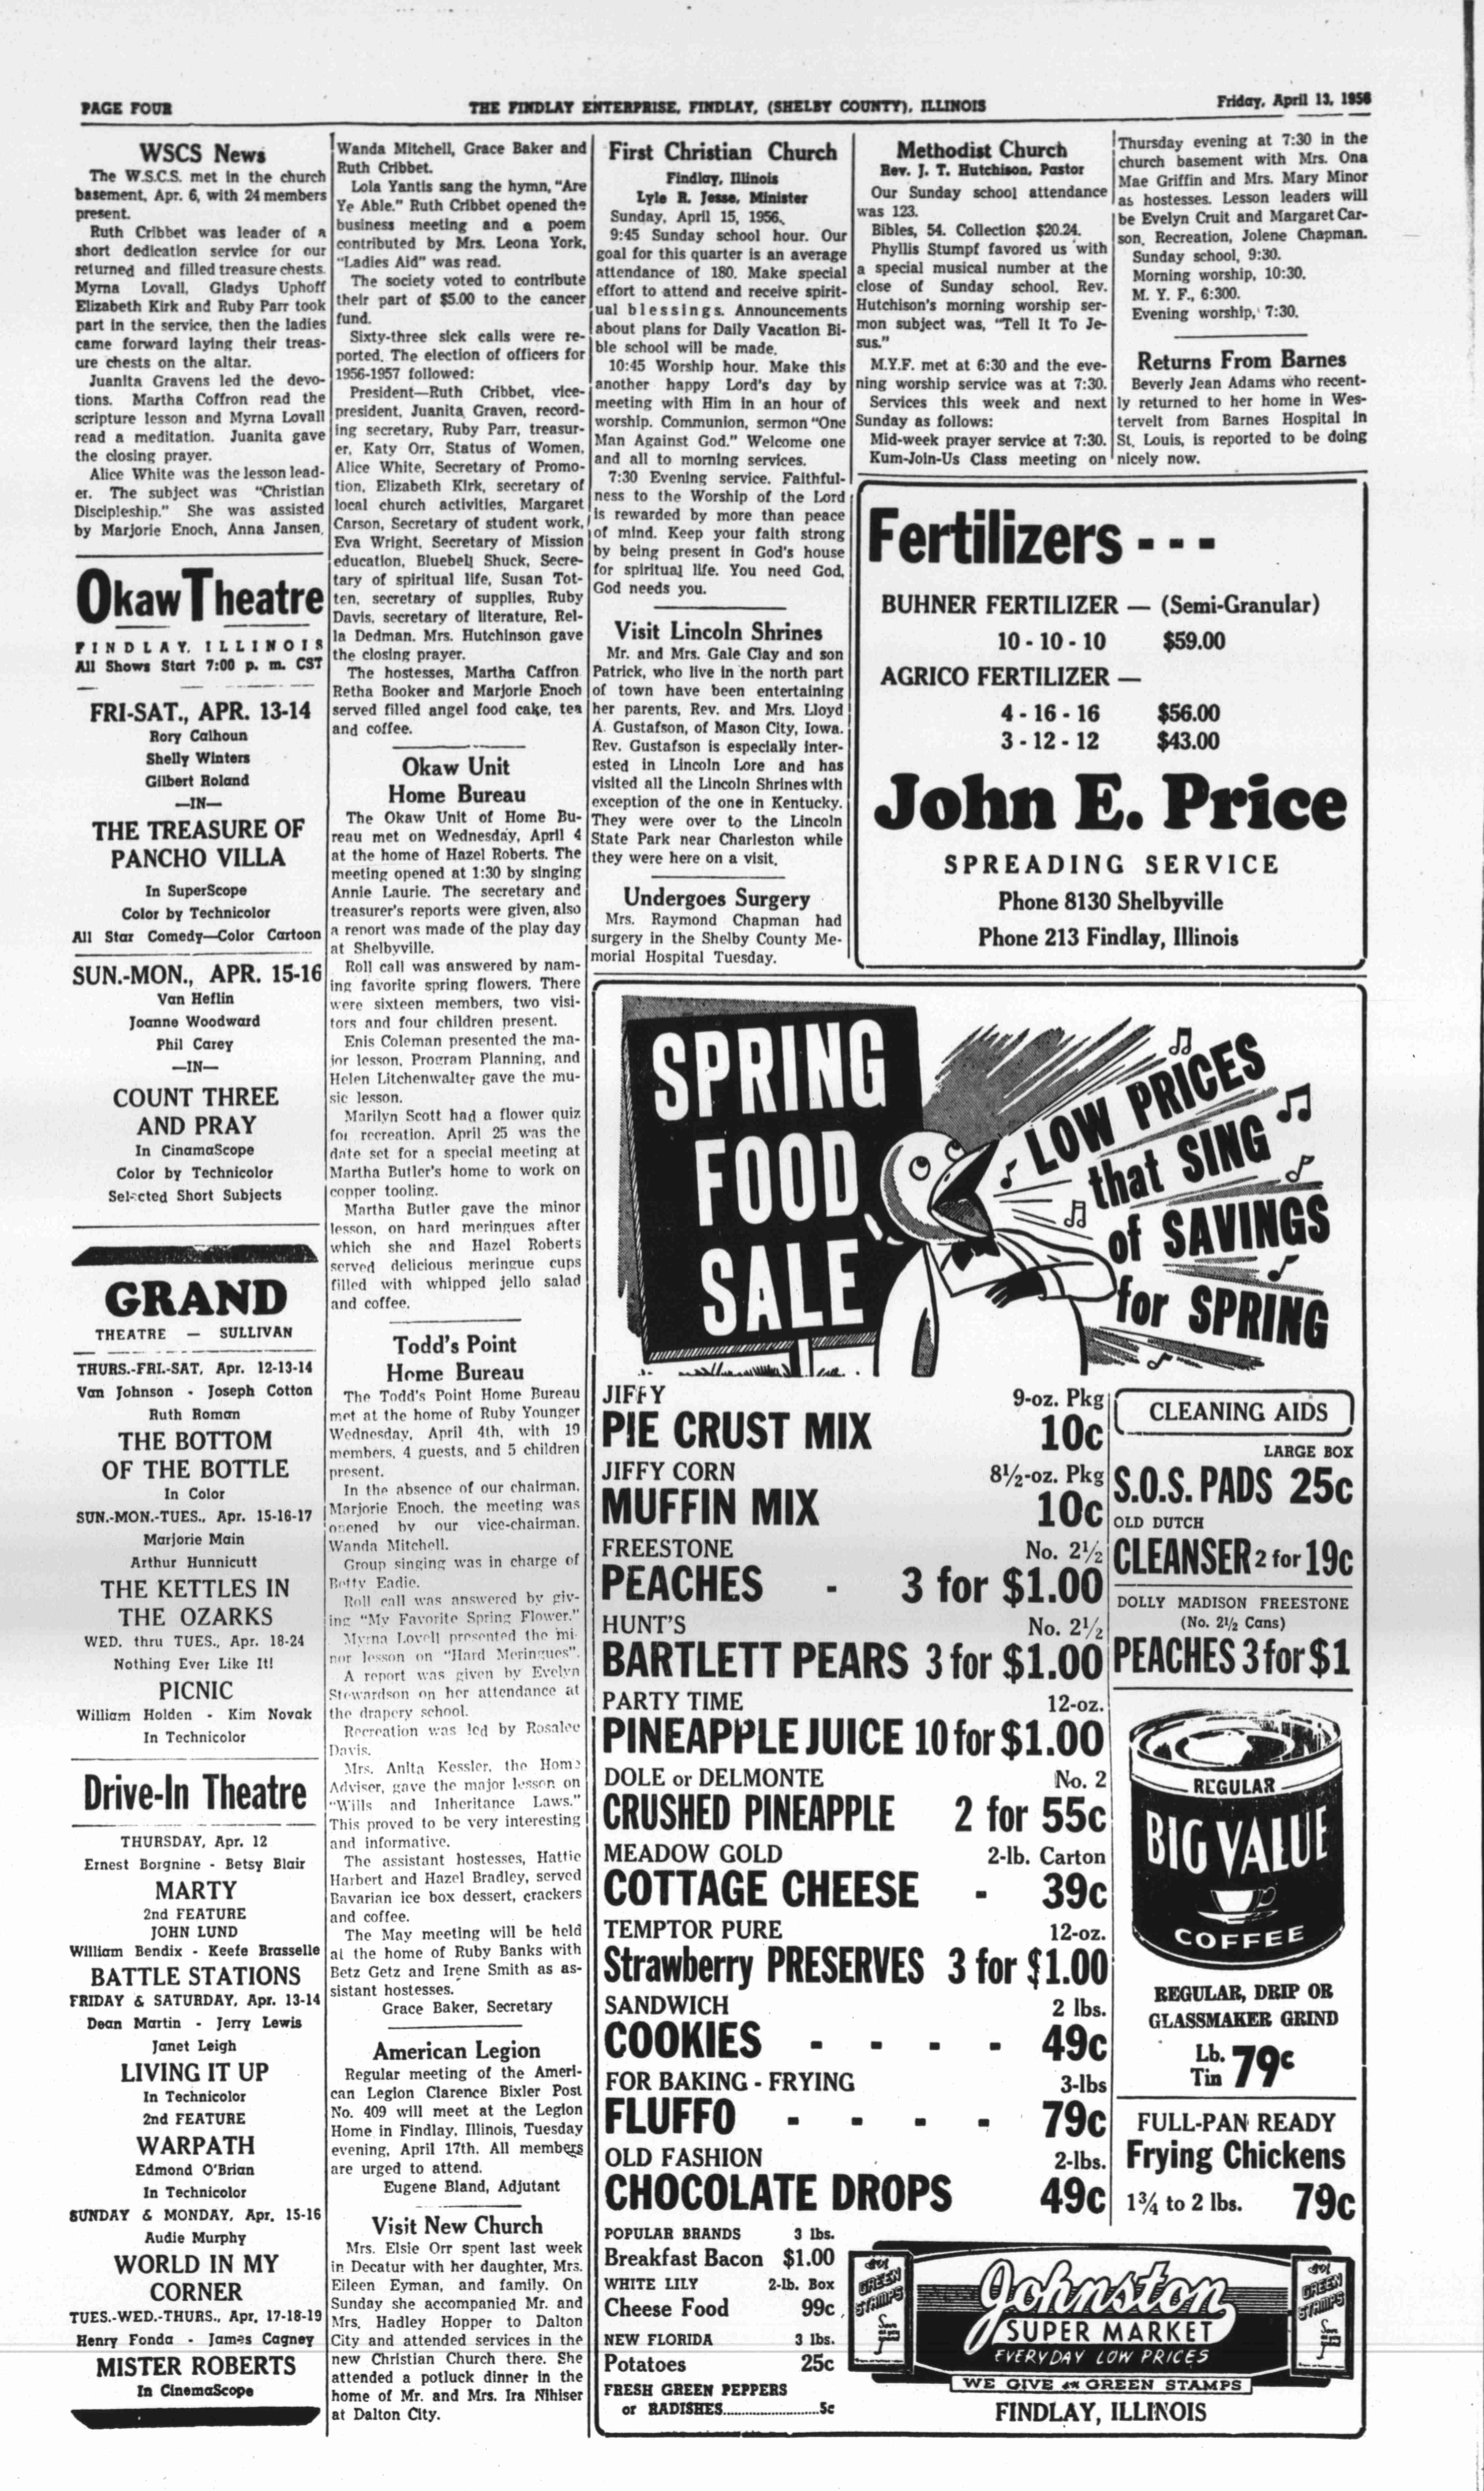 PAGE FOUR
THE FINDLAY ENTERPRISE, FINDLAY, (SHELBY COUNTY), ILLINOIS
Friday, April 13, 1956
WSCS News
The W.S.C.S. met in the church
basement, Apr. 6, with 24 members
present.
Ruth Cribbet was leader of a
short dedication service for our
returned and filled treasure chests.
Myrna Lovall, Gladys Uphoff
Elizabeth Kirk and Ruby Parr took
part in the service, then the ladies
came forward laying their treas-
ure chests on the altar.
Juanita Gravens led the devo-
tions. Martha Coffron read the
scripture lesson and Myrna Lovall
read a meditation. Juanita gave
the closing prayer.
Alice White was the lesson lead-
er. The subject was "Christian
Discipleship." She was assisted
by Marjorie Enoch, Anna Jansen,
Okaw Theatre
FINDLAY, ILLINOIS
All Shows Start 7:00 p. m. CST
FRI-SAT., APR. 13-14
Rory Calhoun
Shelly Winters
Gilbert Roland
—IN—
THE TREASURE OF
PANCHO VILLA
In SuperScope
Color by Technicolor
All Star Comedy—Color Cartoon
SUN.-MON., APR. 15-16
Van Heflin
Joanne Woodward
Phil Carey
—IN—
COUNT THREE
AND PRAY
In CinamaScope
Color by Technicolor
Selected Short Subjects
GRAND
THEATRE — SULLIVAN
THURS.-FRI.-SAT, Apr. 12-13-14
Van Johnson - Joseph Cotton
Ruth Roman
THE BOTTOM
OF THE BOTTLE
In Color
SUN.-MON.-TUES., Apr. 15-16-17
Marjorie Main
Arthur Hunnicutt
THE KETTLES IN
THE OZARKS
WED. thru TUES., Apr. 18-24
Nothing Ever Like It!
PICNIC
William Holden - Kim Novak
In Technicolor
Drive-In Theatre
THURSDAY, Apr. 12
Ernest Borgnine - Betsy Blair
MARTY
2nd FEATURE
JOHN LUND
William Bendix - Keefe Brasselle
BATTLE STATIONS
FRIDAY & SATURDAY, Apr. 13-14
Dean Martin - Jerry Lewis
Janet Leigh
LIVING IT UP
In Technicolor
2nd FEATURE
WARPATH
Edmond O'Brian
In Technicolor
SUNDAY & MONDAY, Apr. 15-16
Audie Murphy
WORLD IN MY
CORNER
TUES.-WED.-THURS., Apr. 17-18-19
Henry Fonda - James Cagney
MISTER ROBERTS
In CinemaScope
Wanda Mitchell, Grace Baker and
Ruth Cribbet.
Lola Yantis sang the hymn, "Are
Ye Able." Ruth Cribbet opened the
business meeting and a poem
contributed by Mrs. Leona York,
"Ladies Aid" was read.
The society voted to contribute
their part of $5.00 to the cancer
fund.
Sixty-three sick calls were re-
ported. The election of officers for
1956-1957 followed:
President—Ruth Cribbet, vice-
president, Juanita Graven, record-
ing secretary, Ruby Parr, treasur-
er, Katy Orr, Status of Women,
Alice White, Secretary of Promo-
tion, Elizabeth Kirk, secretary of
local church activities, Margaret
Carson, Secretary of student work,
Eva Wright, Secretary of Mission
education, Bluebell Shuck, Secre-
tary of spiritual life, Susan Tot-
ten, secretary of supplies, Ruby
Davis, secretary of literature, Rel-
la Dedman. Mrs. Hutchinson gave
the closing prayer.
The hostesses, Martha Caffron
Retha Booker and Marjorie Enoch
served filled angel food cake, tea
and coffee.
Okaw Unit
Home Bureau
The Okaw Unit of Home Bu-
reau met on Wednesday, April 4
at the home of Hazel Roberts. The
meeting opened at 1:30 by singing
Annie Laurie. The secretary and
treasurer's reports were given, also
a report was made of the play day
at Shelbyville.
Roll call was answered by nam-
ing favorite spring flowers. There
were sixteen members, two visi-
tors and four children present.
Enis Coleman presented the ma-
jor lesson, Program Planning, and
Helen Litchenwalter gave the mu-
sic lesson.
Marilyn Scott had a flower quiz
for recreation. April 25 was the
date set for a special meeting at
Martha Butler's home to work on
copper tooling.
Martha Butler gave the minor
lesson, on hard meringues after
which she and Hazel Roberts
served delicious meringue cups
filled with whipped jello salad
and coffee.
Todd's Point
Home Bureau
The Todd's Point Home Bureau
met at the home of Ruby Younger
Wednesday, April 4th, with 19
members, 4 guests, and 5 children
present.
In the absence of our chairman,
Marjorie Enoch, the meeting was
opened by our vice-chairman,
Wanda Mitchell.
Group singing was in charge of
Betty Eadie.
Roll call was answered by giv-
ing "My Favorite Spring Flower."
Myrna Lovell presented the mi-
nor lesson on "Hard Meringues".
A report was given by Evelyn
Stewardson on her attendance at
the drapery school.
Recreation was led by Rosalee
Davis.
Mrs. Anita Kessler, the Home
Adviser, gave the major lesson on
"Wills and Inheritance Laws."
This proved to be very interesting
and informative.
The assistant hostesses, Hattie
Harbert and Hazel Bradley, served
Bavarian ice box dessert, crackers
and coffee.
The May meeting will be held
at the home of Ruby Banks with
Betz Getz and Irene Smith as as-
sistant hostesses.
Grace Baker, Secretary
American Legion
Regular meeting of the Ameri-
can Legion Clarence Bixler Post
No. 409 will meet at the Legion
Home in Findlay, Illinois, Tuesday
evening, April 17th. All members
are urged to attend.
Eugene Bland, Adjutant
Visit New Church
Mrs. Elsie Orr spent last week
in Decatur with her daughter, Mrs.
Eileen Eyman, and family. On
Sunday she accompanied Mr. and
Mrs. Hadley Hopper to Dalton
City and attended services in the
new Christian Church there. She
attended a potluck dinner in the
home of Mr. and Mrs. Ira Nihiser
at Dalton City.
First Christian Church
Findlay, Illinois
Lyle R. Jesse, Minister
Sunday, April 15, 1956.
9:45 Sunday school hour. Our
goal for this quarter is an average
attendance of 180. Make special
effort to attend and receive spirit-
ual blessings. Announcements
about plans for Daily Vacation Bi-
ble school will be made.
10:45 Worship hour. Make this
another happy Lord's day by
meeting with Him in an hour of
worship. Communion, sermon "One
Man Against God." Welcome one
and all to morning services.
7:30 Evening service. Faithful-
ness to the Worship of the Lord
is rewarded by more than peace
of mind. Keep your faith strong
by being present in God's house
for spiritual life. You need God,
God needs you.
Visit Lincoln Shrines
Mr. and Mrs. Gale Clay and son
Patrick, who live in the north part
of town have been entertaining
her parents, Rev. and Mrs. Lloyd
A. Gustafson, of Mason City, Iowa.
Rev. Gustafson is especially inter-
ested in Lincoln Lore and has
visited all the Lincoln Shrines with
exception of the one in Kentucky.
They were over to the Lincoln
State Park near Charleston while
they were here on a visit.
Undergoes Surgery
Mrs. Raymond Chapman had
surgery in the Shelby County Me-
morial Hospital Tuesday.
Methodist Church
Rev. J. T. Hutchison, Pastor
Our Sunday school attendance
was 123.
Bibles, 54. Collection $20.24.
Phyllis Stumpf favored us with
a special musical number at the
close of Sunday school. Rev.
Hutchison's morning worship ser-
mon subject was, "Tell It To Je-
sus."
M.Y.F. met at 6:30 and the eve-
ning worship service was at 7:30.
Services this week and next
Sunday as follows:
Mid-week prayer service at 7:30.
Kum-Join-Us Class meeting on
Thursday evening at 7:30 in the
church basement with Mrs. Ona
Mae Griffin and Mrs. Mary Minor
as hostesses. Lesson leaders will
be Evelyn Cruit and Margaret Car-
son, Recreation, Jolene Chapman.
Sunday school, 9:30.
Morning worship, 10:30.
M. Y. F., 6:300.
Evening worship, 7:30.
Returns From Barnes
Beverly Jean Adams who recent-
ly returned to her home in Wes-
tervelt from Barnes Hospital in
St. Louis, is reported to be doing
nicely now.
Fertilizers - - -
BUHNER FERTILIZER — (Semi-Granular)
10 - 10 - 10 $59.00
AGRICO FERTILIZER —
4 - 16 - 16 $56.00
3 - 12 - 12 $43.00
John E. Price
SPREADING SERVICE
Phone 8130 Shelbyville
Phone 213 Findlay, Illinois
SPRING
FOOD
SALE
LOW PRICES
that SING
of SAVINGS
for SPRING
JIFFY 9-oz. Pkg
PIE CRUST MIX 10c
JIFFY CORN 8½-oz. Pkg
MUFFIN MIX 10c
FREESTONE No. 2½
PEACHES - 3 for $1.00
HUNT'S No. 2½
BARTLETT PEARS 3 for $1.00
PARTY TIME 12-oz.
PINEAPPLE JUICE 10 for $1.00
DOLE or DELMONTE No. 2
CRUSHED PINEAPPLE 2 for 55c
MEADOW GOLD 2-lb. Carton
COTTAGE CHEESE - 39c
TEMPTOR PURE 12-oz.
Strawberry PRESERVES 3 for $1.00
SANDWICH 2 lbs.
COOKIES - - - - 49c
FOR BAKING - FRYING 3-lbs
FLUFFO - - - - 79c
OLD FASHION 2-lbs.
CHOCOLATE DROPS 49c
POPULAR BRANDS 3 lbs.
Breakfast Bacon $1.00
WHITE LILY 2-lb. Box
Cheese Food 99c
NEW FLORIDA 3 lbs.
Potatoes 25c
FRESH GREEN PEPPERS
or RADISHES........................5c
CLEANING AIDS
LARGE BOX
S.O.S. PADS 25c
OLD DUTCH
CLEANSER 2 for 19c
DOLLY MADISON FREESTONE
(No. 2½ Cans)
PEACHES 3 for $1
REGULAR
BIG VALUE
COFFEE
REGULAR, DRIP OR
GLASSMAKER GRIND
Lb.
Tin 79c
FULL-PAN READY
Frying Chickens
1¾ to 2 lbs. 79c
GREEN
STAMPS
Johnston
SUPER MARKET
EVERYDAY LOW PRICES
WE GIVE GREEN STAMPS
GREEN
STAMPS
FINDLAY, ILLINOIS